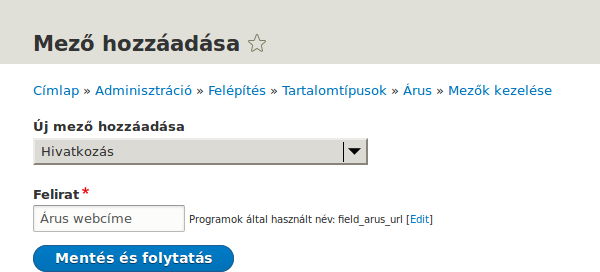 Mező hozzáadása
Címlap » Adminisztráció » Felépítés » Tartalomtípusok » Árus » Mezők kezelése
Új mező hozzáadása
Hivatkozás
Felirat*
Árus webcíme Programok által használt név: field_arus_url [Edit]
Mentés és folytatás